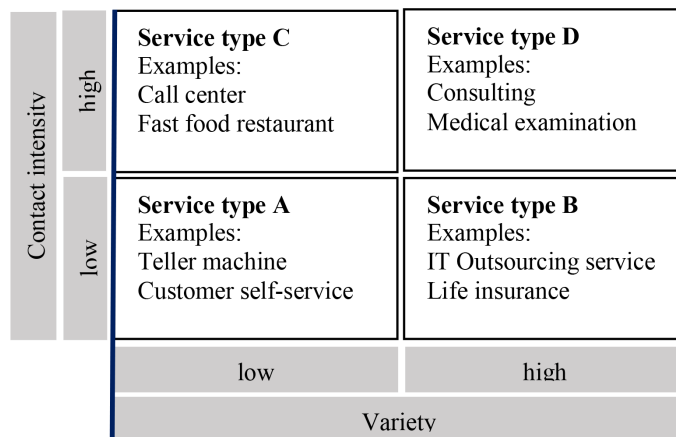 Contact intensity
high
Service type C
Examples:
Call center
Fast food restaurant
Service type D
Examples:
Consulting
Medical examination
low
Service type A
Examples:
Teller machine
Customer self-service
Service type B
Examples:
IT Outsourcing service
Life insurance
low
high
Variety